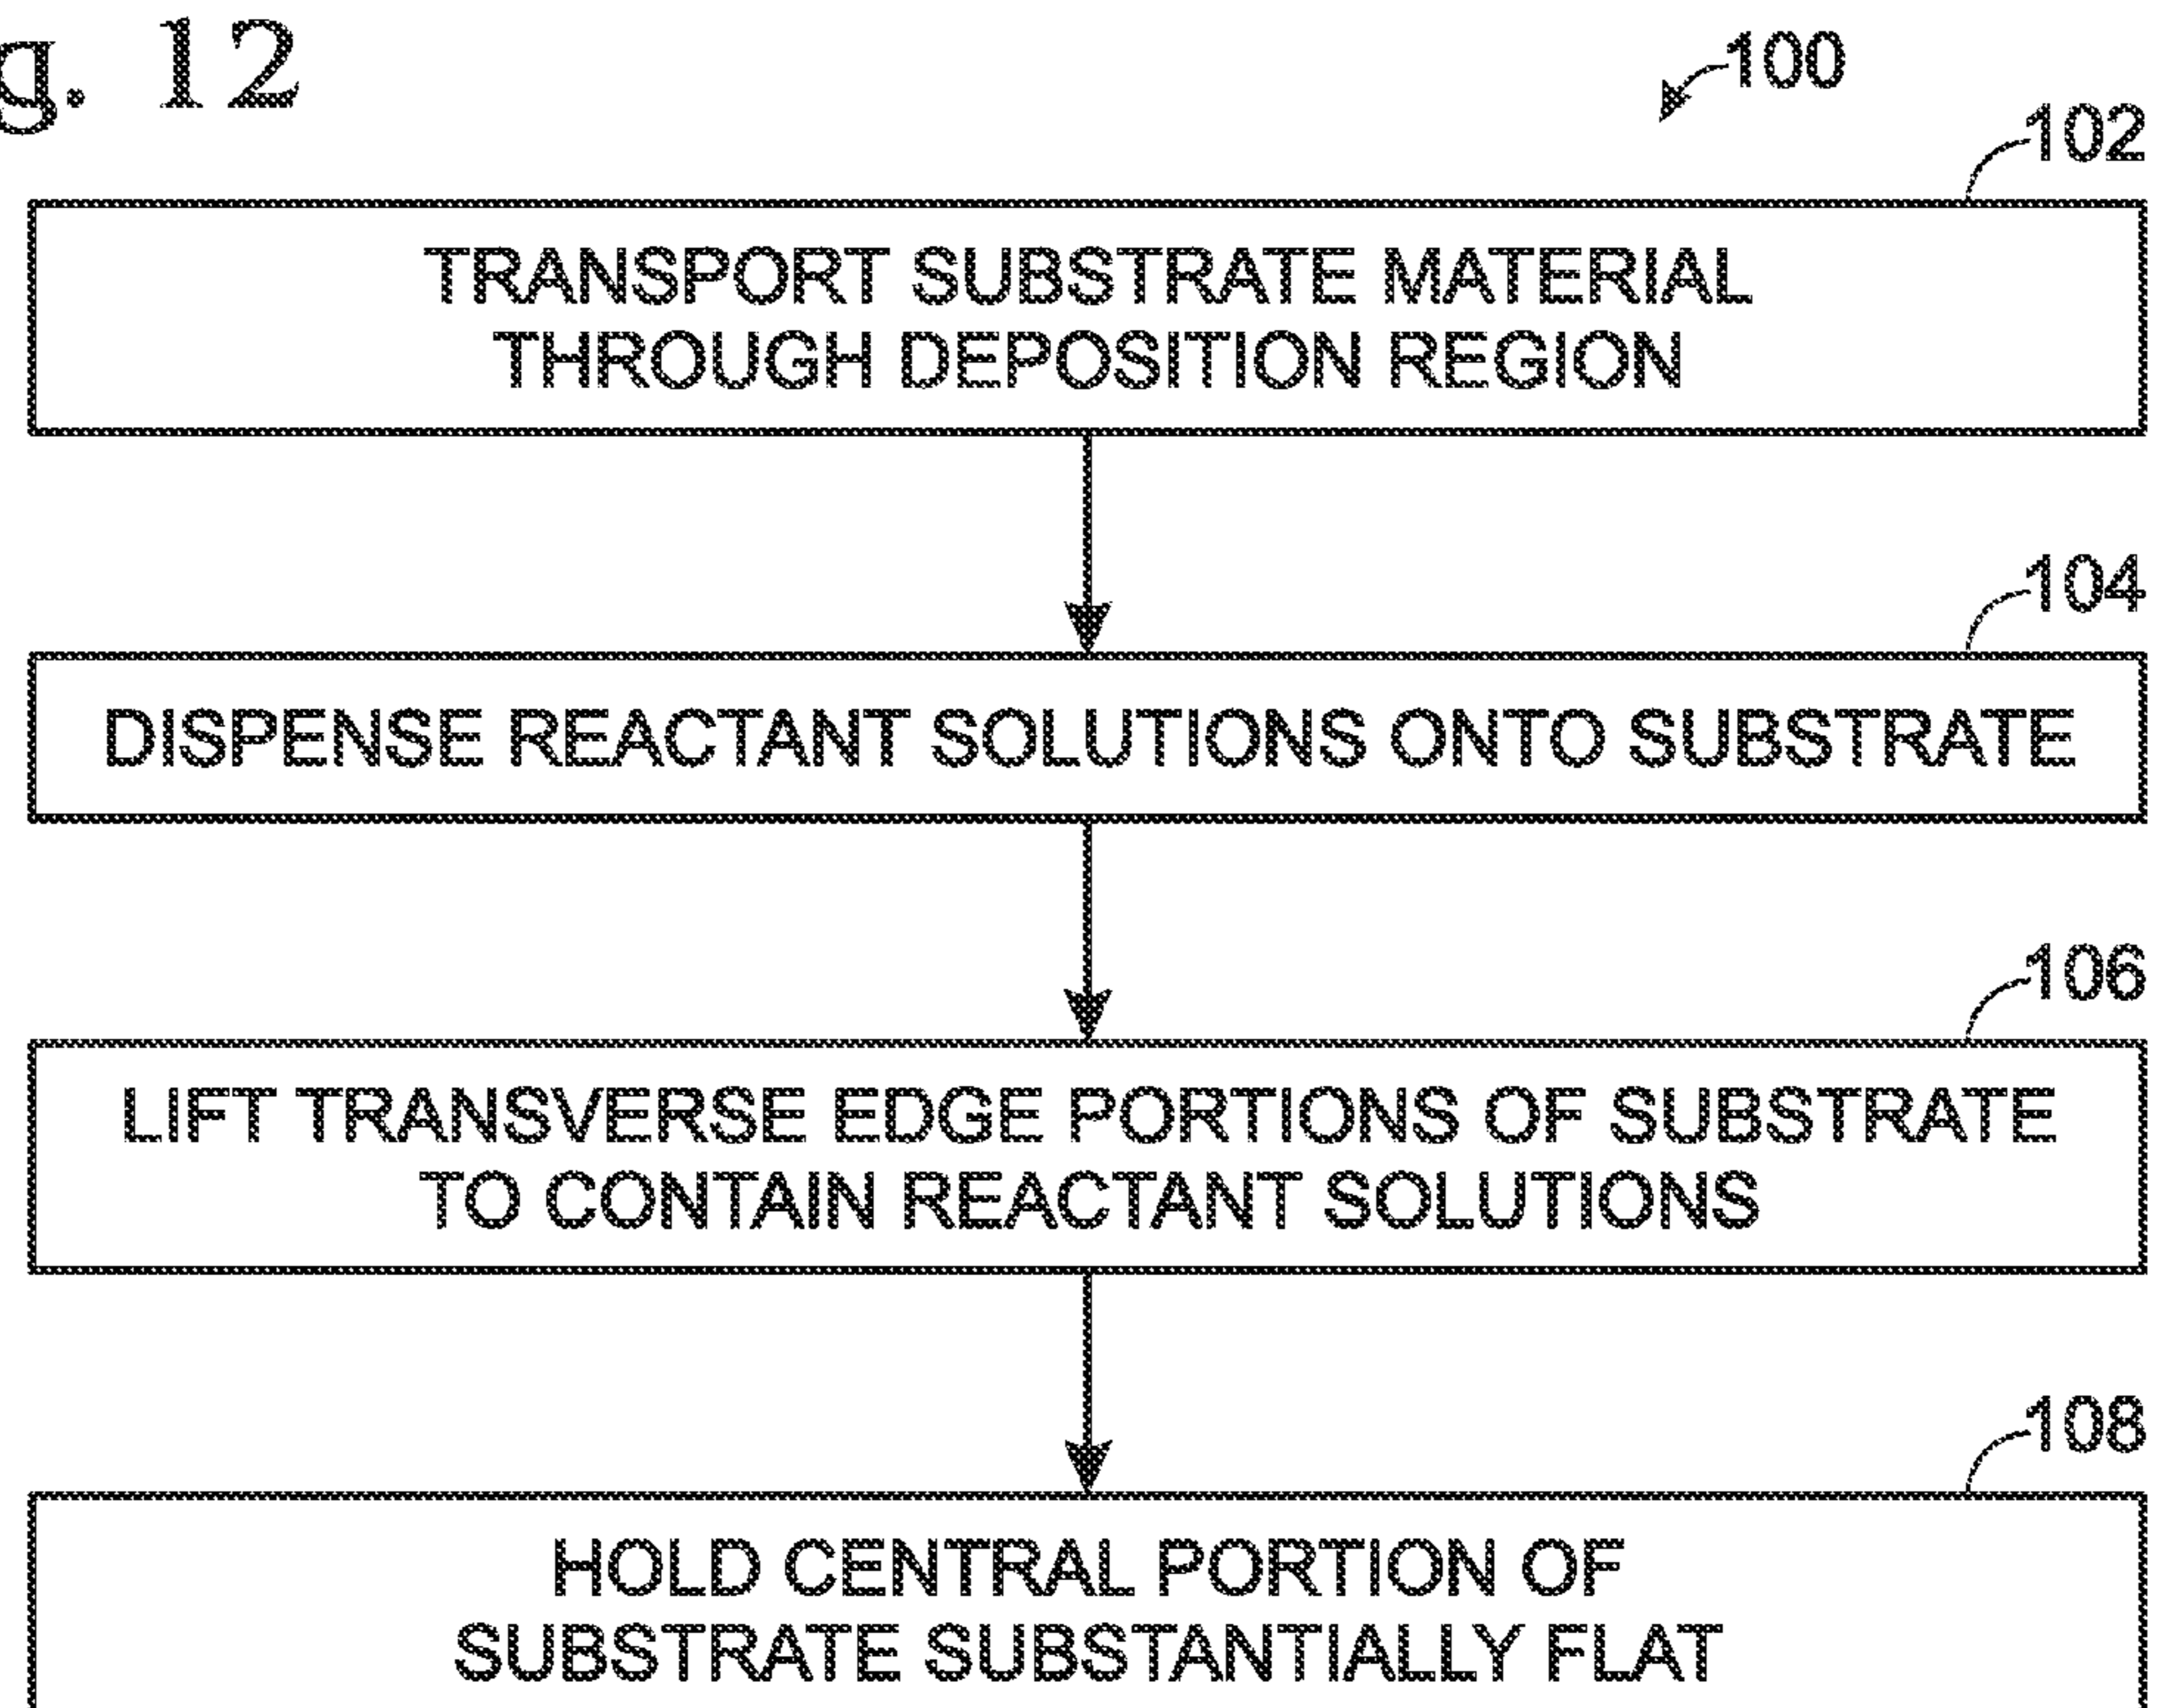 g. 12
100
102
TRANSPORT SUBSTRATE MATERIAL
THROUGH DEPOSITION REGION
104
DISPENSE REACTANT SOLUTIONS ONTO SUBSTRATE
106
LIFT TRANSVERSE EDGE PORTIONS OF SUBSTRATE
TO CONTAIN REACTANT SOLUTIONS
108
HOLD CENTRAL PORTION OF
SUBSTRATE SUBSTANTIALLY FLAT